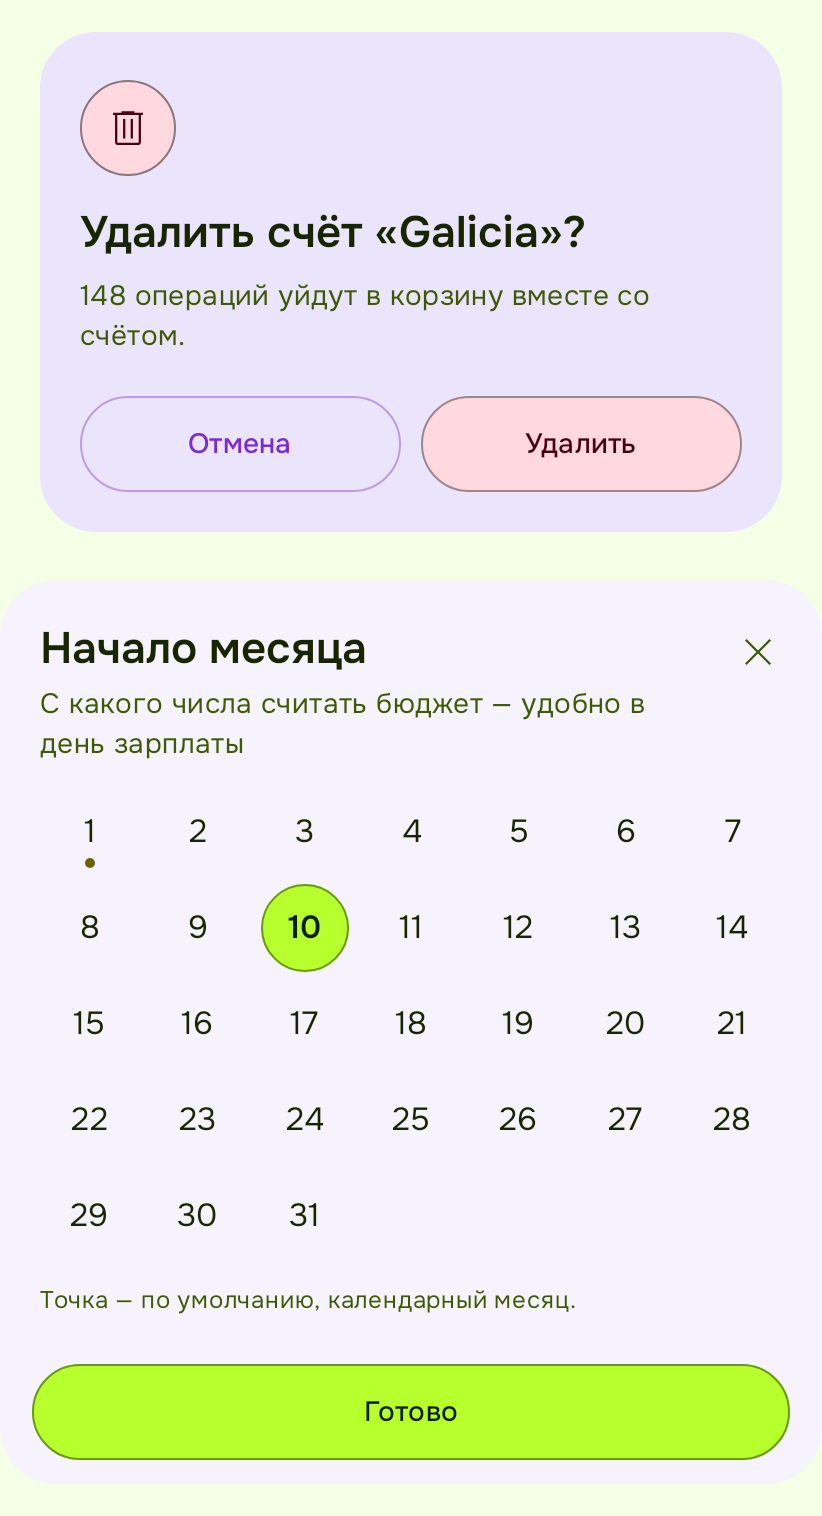 Удалить счёт «Galicia»?
148 операций уйдут в корзину вместе со
счётом.
Отмена Удалить
Начало месяца
С какого числа считать бюджет — удобно в
день зарплаты
1 2 3 4 5 6 7
8 9 10 11 12 13 14
15 16 17 18 19 20 21
22 23 24 25 26 27 28
29 30 31
Точка — по умолчанию, календарный месяц.
Готово